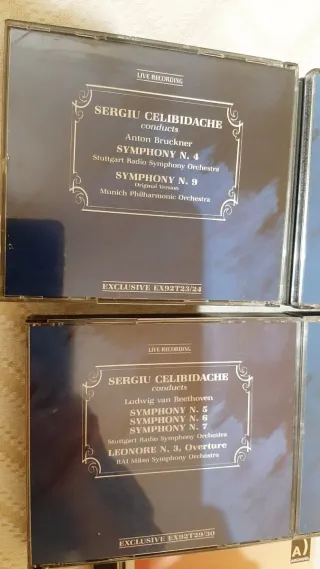 LIVE RECORDING
SERGIU CELIBIDACHE
conducts
Anton Bruckner
SYMPHONY N. 4
Stuttgart Radio Symphony Orchestra
SYMPHONY N. 9
Original Version
Munich Philharmonic Orchestra
EXCLUSIVE EX92T23/24
LIVE RECORDING
SERGIU CELIBIDACHE
conducts
Ludwig van Beethoven
SYMPHONY N. 5
SYMPHONY N. 6
SYMPHONY N. 7
Stuttgart Radio Symphony Orchestra
LEONORE N. 3, Overture
RAI Milan Symphony Orchestra
EXCLUSIVE EX92T29/30
A